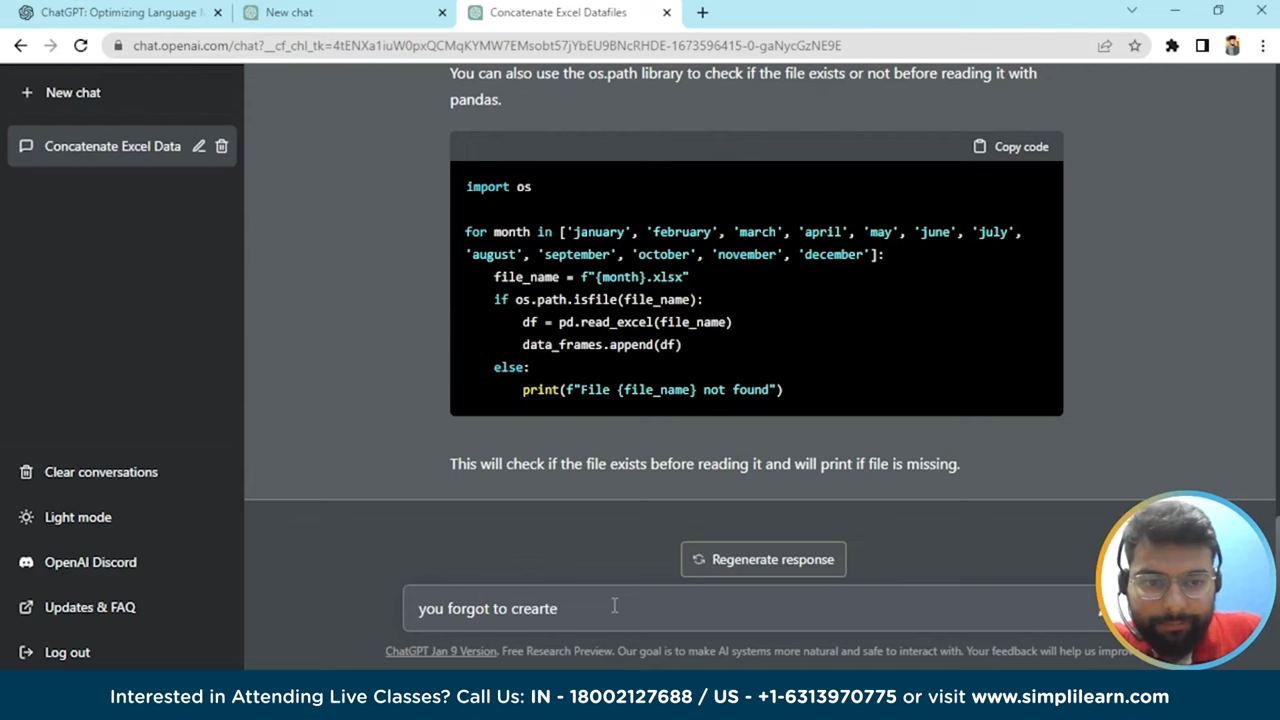 ChatGPT: Optimizing Language M
New chat
Concatenate Excel Datafiles
chat.openai.com/chat?__cf_chl_tk=4tENXa1iuW0pxQCMqKYMW7EMsobt57jYbEU9BNcRHDE-1673596415-0-gaNycGzNE9E
New chat
Concatenate Excel Data
Clear conversations
Light mode
OpenAI Discord
Updates & FAQ
Log out
You can also use the os.path library to check if the file exists or not before reading it with
pandas.
Copy code
import os
for month in ['january', 'february', 'march', 'april', 'may', 'june', 'july',
'august', 'september', 'october', 'november', 'december']:
file_name = f"{month}.xlsx"
if os.path.isfile(file_name):
df = pd.read_excel(file_name)
data_frames.append(df)
else:
print(f"File {file_name} not found")
This will check if the file exists before reading it and will print if file is missing.
Regenerate response
you forgot to crearte
ChatGPT Jan 9 Version. Free Research Preview. Our goal is to make AI systems more natural and safe to interact with. Your feedback will help us improv
Interested in Attending Live Classes? Call Us: IN - 18002127688 / US - +1-6313970775 or visit www.simplilearn.com